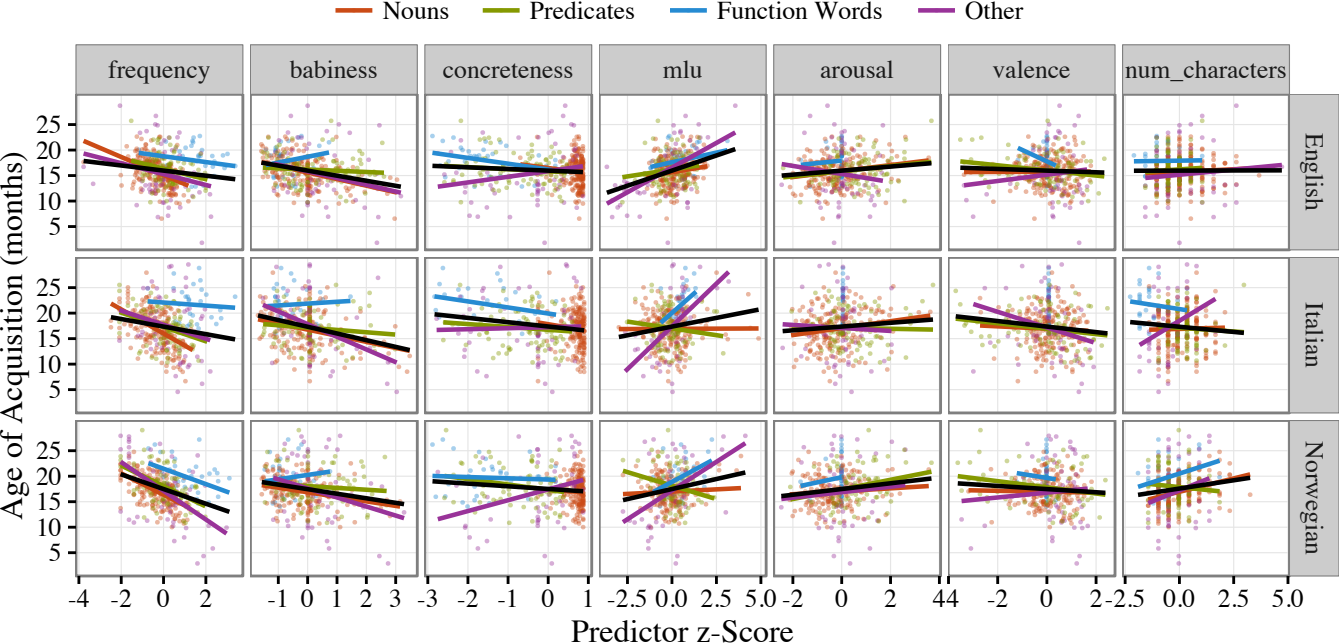 Nouns Predicates Function Words Other
frequency babiness concreteness mlu arousal valence num_characters
Age of Acquisition (months)
25
20
15
10
5
English
25
20
15
10
5
Italian
25
20
15
10
5
Norwegian
-4 -2 0 2 -1 0 1 2 3 -3 -2 -1 0 1 -2.5 0.0 2.5 5.0 -2 0 2 4 -4 -2 0 2 -2.5 0.0 2.5 5.0
Predictor z-Score